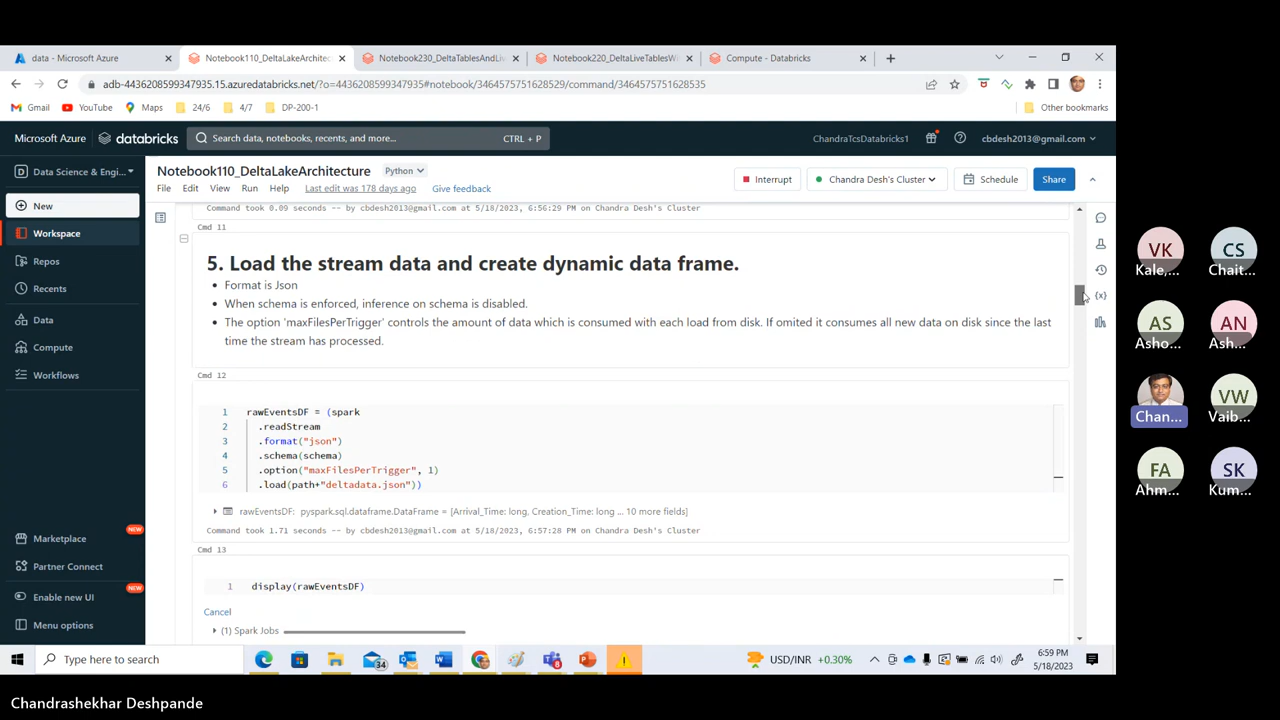 data - Microsoft Azure
Notebook110_DeltaLakeArchitec
Notebook230_DeltaTablesAndLiv
Notebook220_DeltaLiveTablesWi
Compute - Databricks
adb-4436208599347935.15.azuredatabricks.net/?o=4436208599347935#notebook/3464575751628529/command/3464575751628535
Gmail
YouTube
Maps
24/6
4/7
DP-200-1
Other bookmarks
Microsoft Azure
databricks
Search data, notebooks, recents, and more...
CTRL + P
ChandraTcsDatabricks1
cbdesh2013@gmail.com
D
Data Science & Engi...
Notebook110_DeltaLakeArchitecture
Python
File
Edit
View
Run
Help
Last edit was 178 days ago
Give feedback
Interrupt
Chandra Desh's Cluster
Schedule
Share
New
Workspace
Repos
Recents
Data
Compute
Workflows
Marketplace
NEW
Partner Connect
Enable new UI
NEW
Menu options
Command took 0.09 seconds -- by cbdesh2013@gmail.com at 5/18/2023, 6:56:29 PM on Chandra Desh's Cluster
Cmd 11
5. Load the stream data and create dynamic data frame.
• Format is Json
• When schema is enforced, inference on schema is disabled.
• The option 'maxFilesPerTrigger' controls the amount of data which is consumed with each load from disk. If omited it consumes all new data on disk since the last
time the stream has processed.
Cmd 12
1 rawEventsDF = (spark
2 .readStream
3 .format("json")
4 .schema(schema)
5 .option("maxFilesPerTrigger", 1)
6 .load(path+"deltadata.json"))
rawEventsDF: pyspark.sql.dataframe.DataFrame = [Arrival_Time: long, Creation_Time: long ... 10 more fields]
Command took 1.71 seconds -- by cbdesh2013@gmail.com at 5/18/2023, 6:57:28 PM on Chandra Desh's Cluster
Cmd 13
1 display(rawEventsDF)
Cancel
(1) Spark Jobs
{x}
VK
Kale,...
CS
Chait...
AS
Asho...
AN
Ash...
Chan...
VW
Vaib...
FA
Ahm...
SK
Kum...
Type here to search
34
8
USD/INR +0.30%
6:59 PM
5/18/2023
Chandrashekhar Deshpande